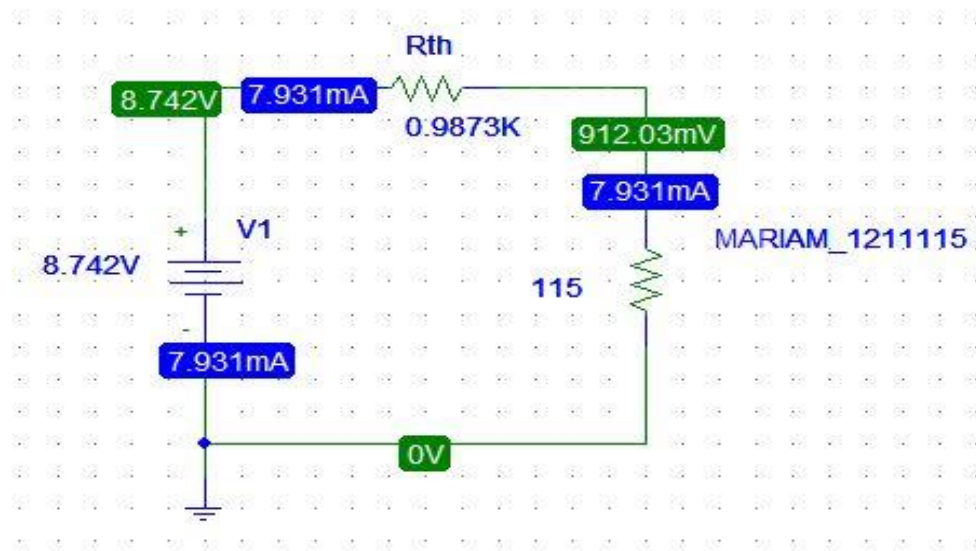 Rth
8.742V
7.931mA
0.9873K
912.03mV
7.931mA
+
V1
MARIAM_1211115
8.742V
115
-
7.931mA
0V